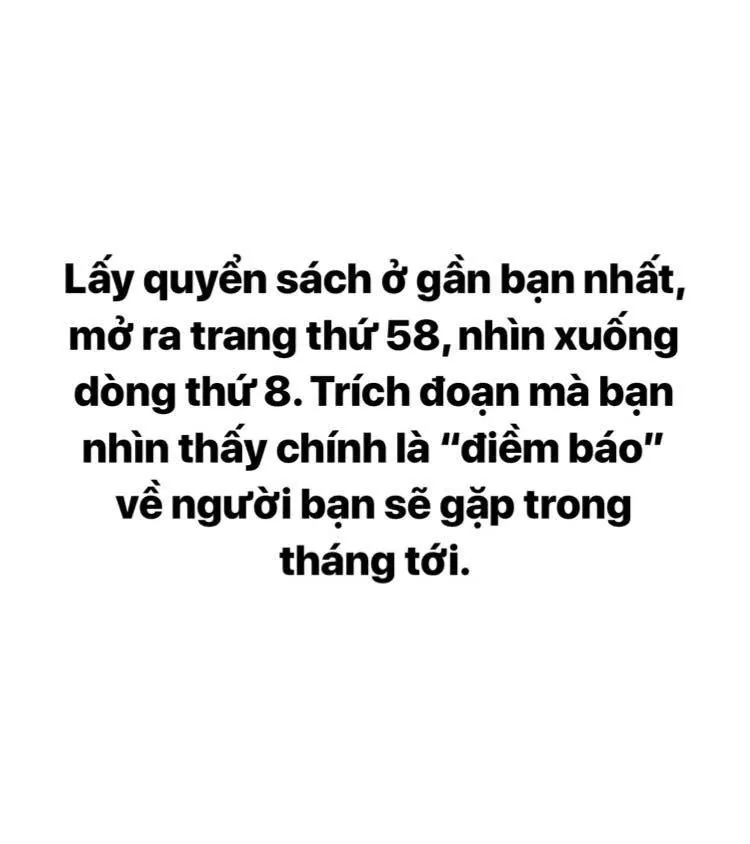 Lấy quyển sách ở gần bạn nhất,
mở ra trang thứ 58, nhìn xuống
dòng thứ 8. Trích đoạn mà bạn
nhìn thấy chính là “điềm báo”
về người bạn sẽ gặp trong
tháng tới.